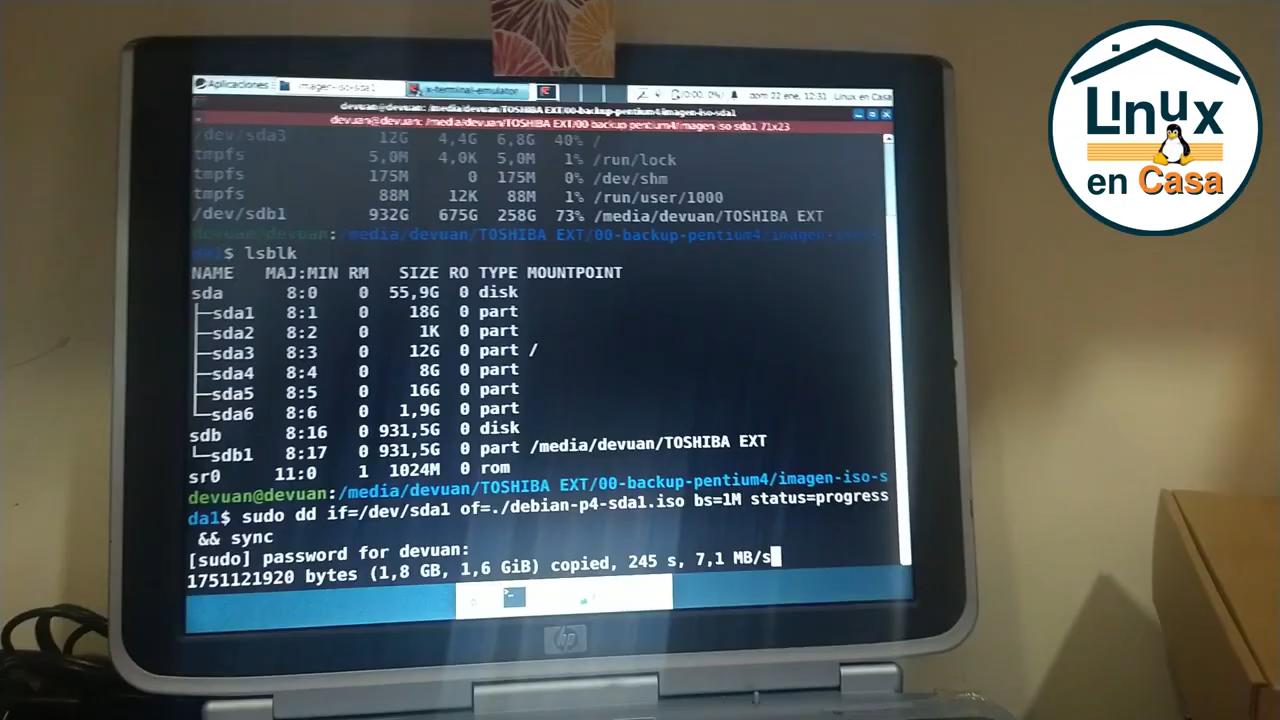 Aplicaciones
imagen-iso-sda1
x-terminal-emulator
(0:00, 0%)
dom 22 ene, 12:31
Linux en Casa
devuan@devuan: /media/devuan/TOSHIBA EXT/00-backup-pentium4/imagen-iso-sda1
devuan@devuan: /media/devuan/TOSHIBA EXT/00-backup-pentium4/imagen-iso-sda1 71x23
/dev/sda3 12G 4,4G 6,8G 40% /
tmpfs 5,0M 4,0K 5,0M 1% /run/lock
tmpfs 175M 0 175M 0% /dev/shm
tmpfs 88M 12K 88M 1% /run/user/1000
/dev/sdb1 932G 675G 258G 73% /media/devuan/TOSHIBA EXT
devuan@devuan:/media/devuan/TOSHIBA EXT/00-backup-pentium4/imagen-iso-s
da1$ lsblk
NAME MAJ:MIN RM SIZE RO TYPE MOUNTPOINT
sda 8:0 0 55,9G 0 disk
├─sda1 8:1 0 18G 0 part
├─sda2 8:2 0 1K 0 part
├─sda3 8:3 0 12G 0 part /
├─sda4 8:4 0 8G 0 part
├─sda5 8:5 0 16G 0 part
└─sda6 8:6 0 1,9G 0 part
sdb 8:16 0 931,5G 0 disk
└─sdb1 8:17 0 931,5G 0 part /media/devuan/TOSHIBA EXT
sr0 11:0 1 1024M 0 rom
devuan@devuan:/media/devuan/TOSHIBA EXT/00-backup-pentium4/imagen-iso-s
da1$ sudo dd if=/dev/sda1 of=./debian-p4-sda1.iso bs=1M status=progress
&& sync
[sudo] password for devuan:
1751121920 bytes (1,8 GB, 1,6 GiB) copied, 245 s, 7,1 MB/s
hp
Linux
en Casa